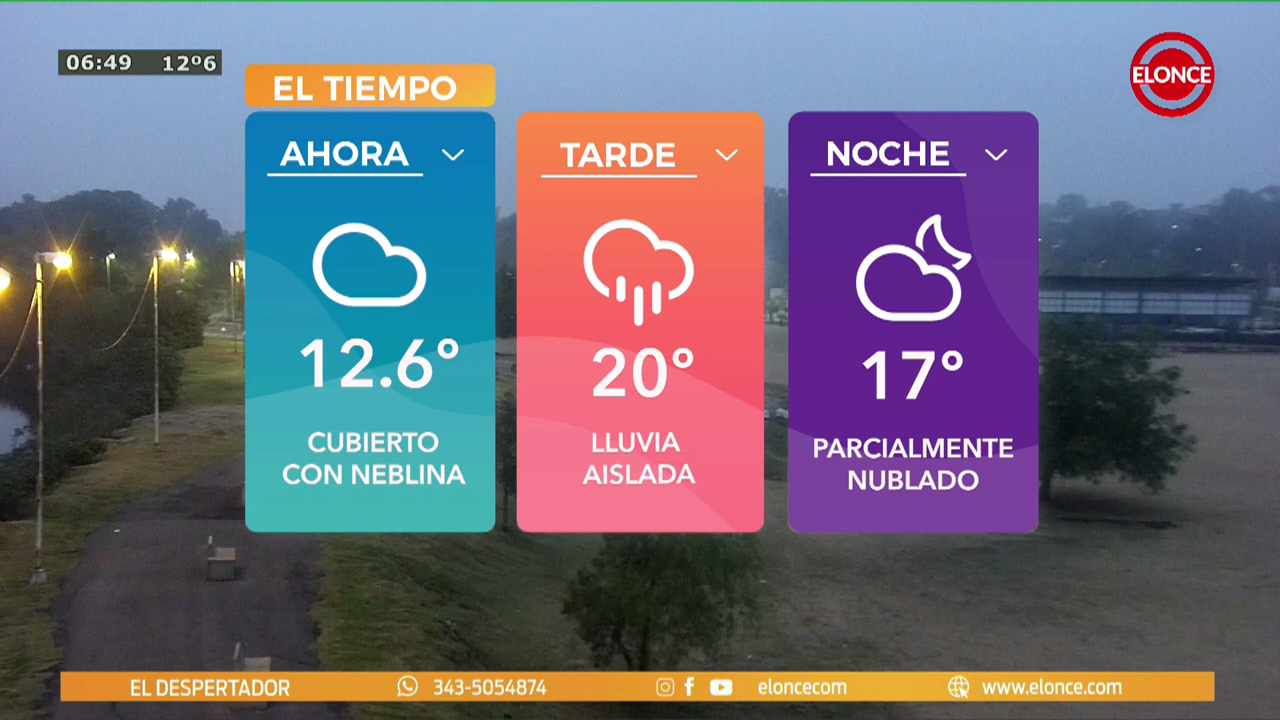 06:49 12º6
ELONCE
EL TIEMPO
AHORA
12.6°
CUBIERTO
CON NEBLINA
TARDE
20°
LLUVIA
AISLADA
NOCHE
17°
PARCIALMENTE
NUBLADO
EL DESPERTADOR 343-5054874 eloncecom www.elonce.com